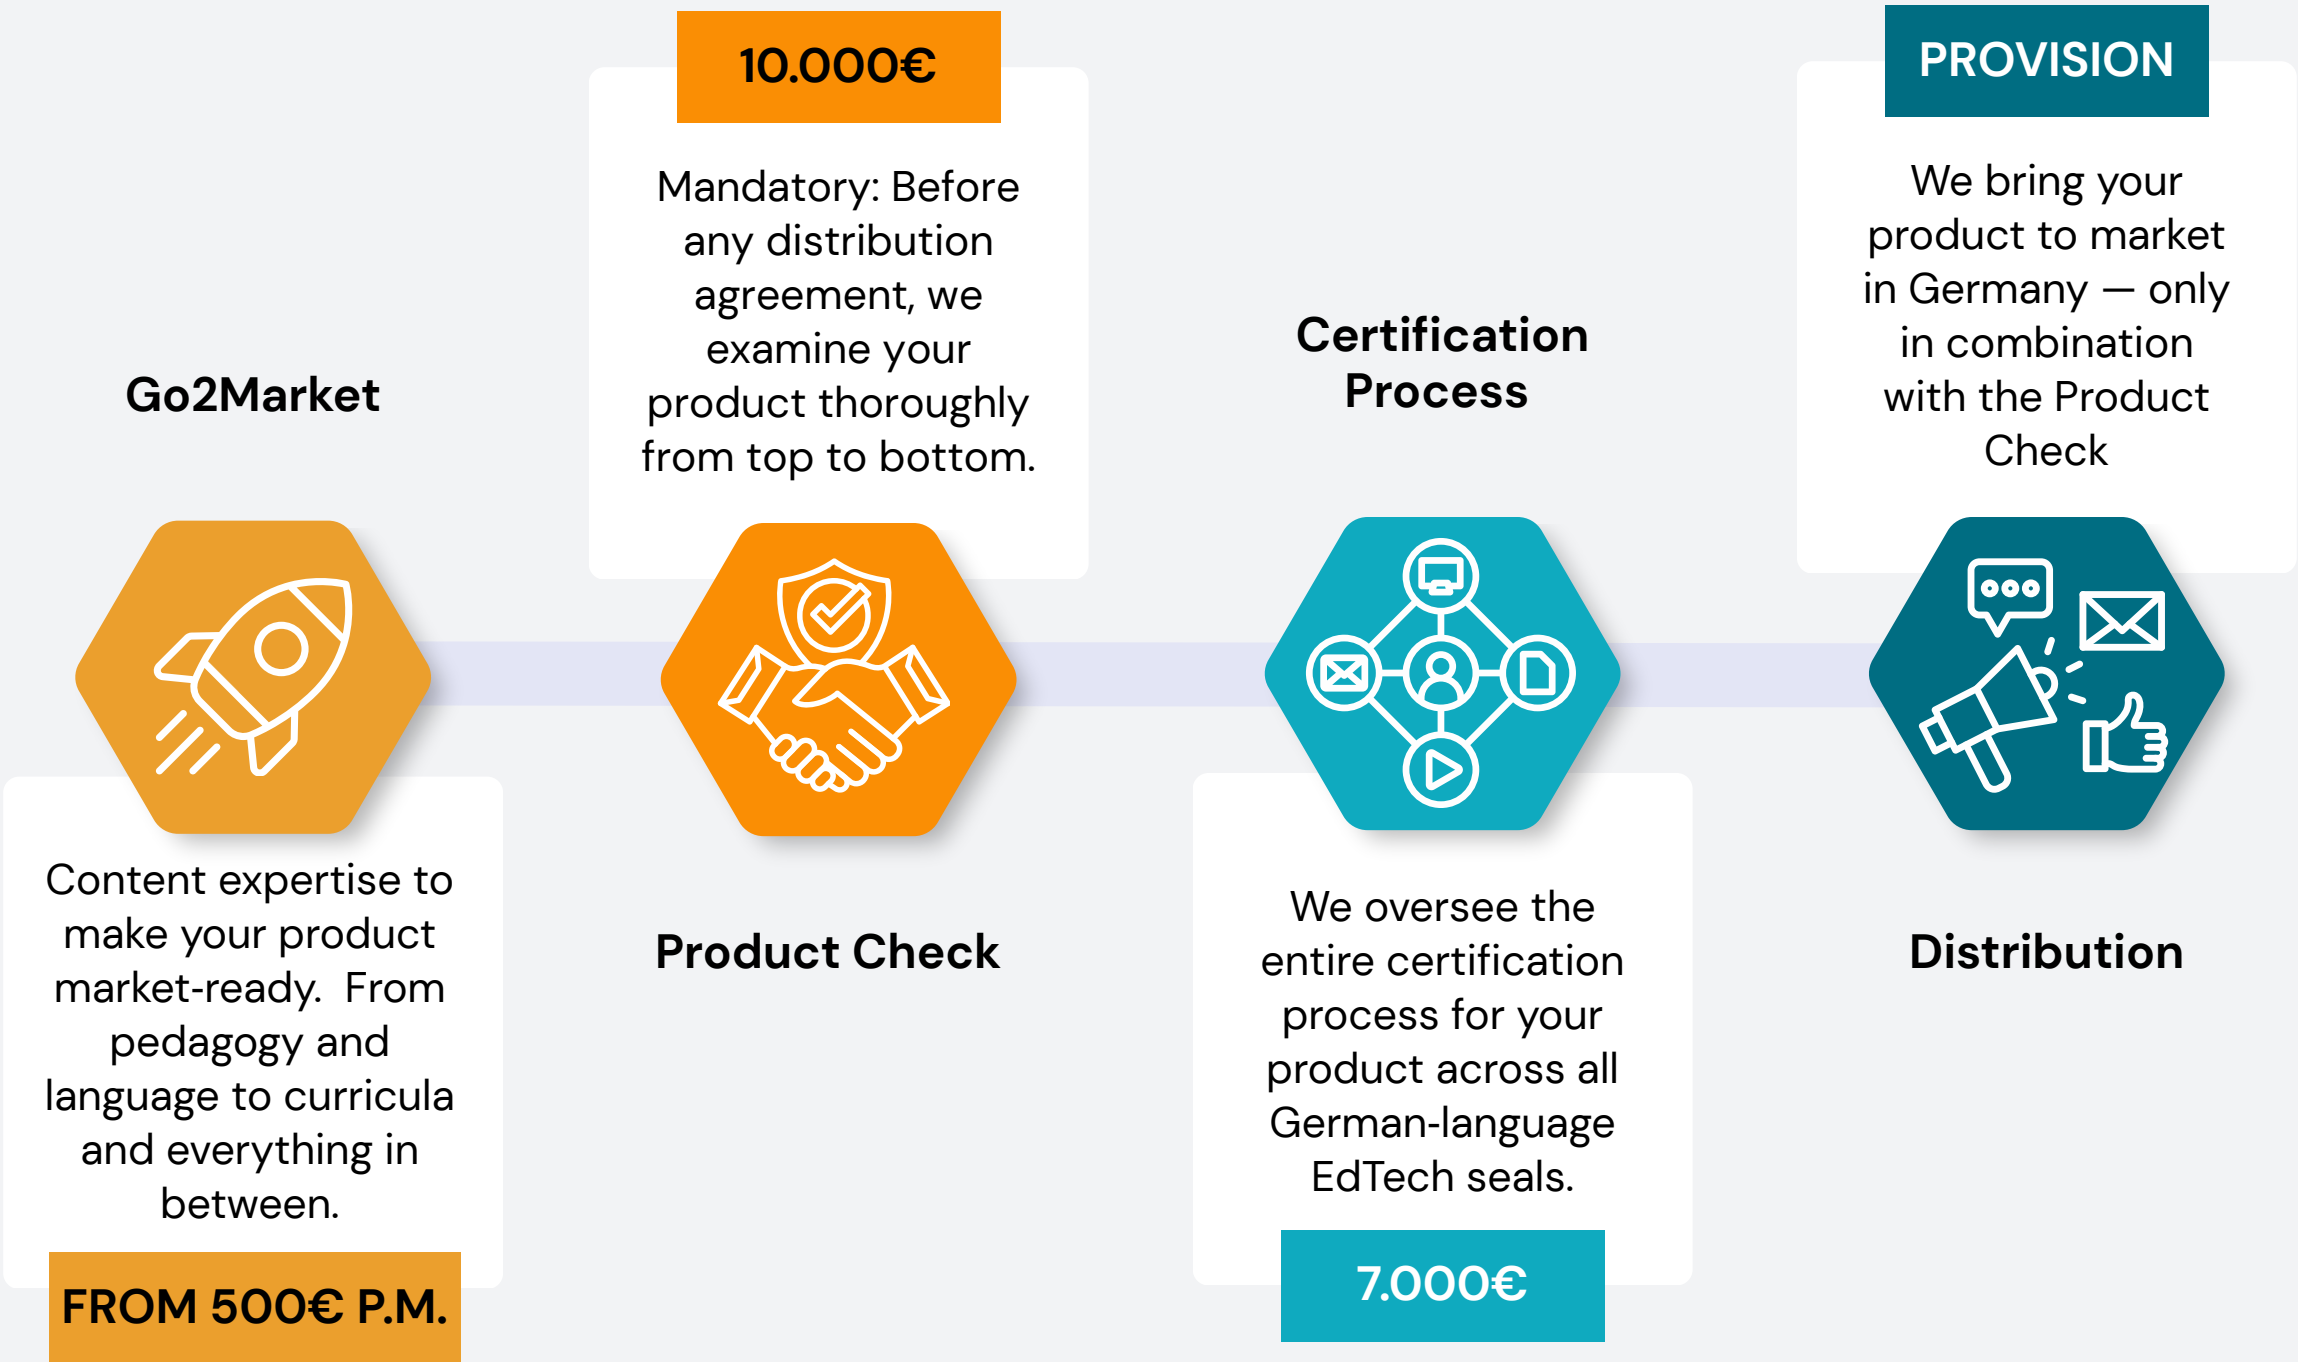 Go2Market
Content expertise to
make your product
market-ready. From
pedagogy and
language to curricula
and everything in
between.
FROM 500€ P.M.
10.000€
Mandatory: Before
any distribution
agreement, we
examine your
product thoroughly
from top to bottom.
Product Check
Certification
Process
We oversee the
entire certification
process for your
product across all
German-language
EdTech seals.
7.000€
PROVISION
We bring your
product to market
in Germany — only
in combination
with the Product
Check
Distribution